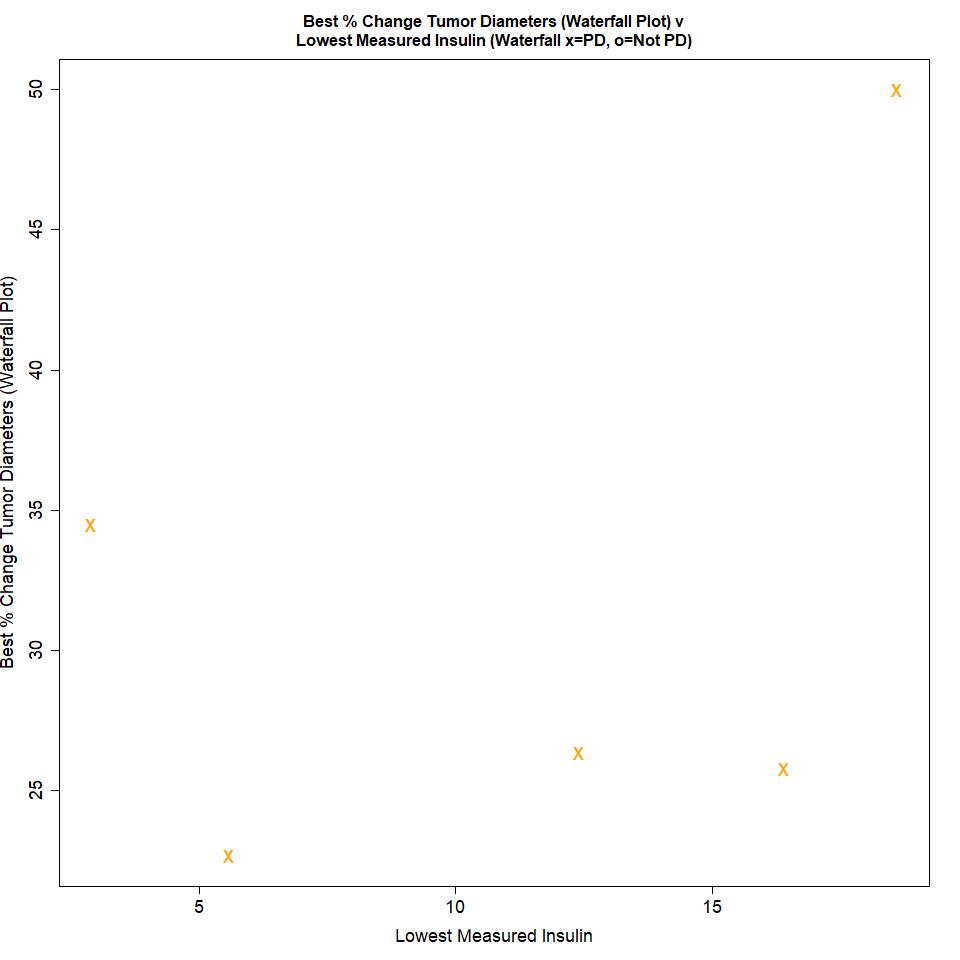 Best % Change Tumor Diameters (Waterfall Plot) v
Lowest Measured Insulin (Waterfall x=PD, o=Not PD)
Best % Change Tumor Diameters (Waterfall Plot)
50
45
40
35
30
25
X
X
X
X
X
5
10
15
Lowest Measured Insulin